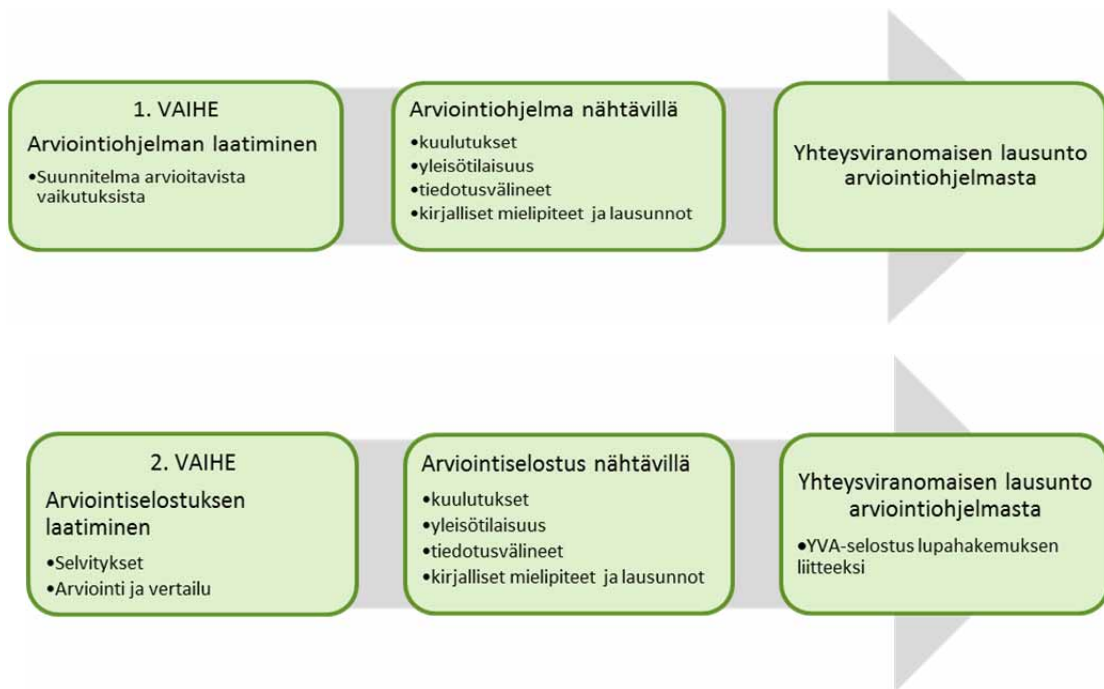 1. VAIHE
Arviointiohjelman laatiminen
•Suunnitelma arvioitavista
vaikutuksista
Arviointiohjelma nähtävillä
•kuulutukset
•yleisötilaisuus
•tiedotusvälineet
•kirjalliset mielipiteet ja lausunnot
Yhteysviranomaisen lausunto
arviointiohjelmasta
2. VAIHE
Arviointiselostuksen
laatiminen
•Selvitykset
•Arviointi ja vertailu
Arviointiselostus nähtävillä
•kuulutukset
•yleisötilaisuus
•tiedotusvälineet
•kirjalliset mielipiteet ja lausunnot
Yhteysviranomaisen lausunto
arviointiohjelmasta
•YVA-selostus lupahakemuksen
liitteeksi